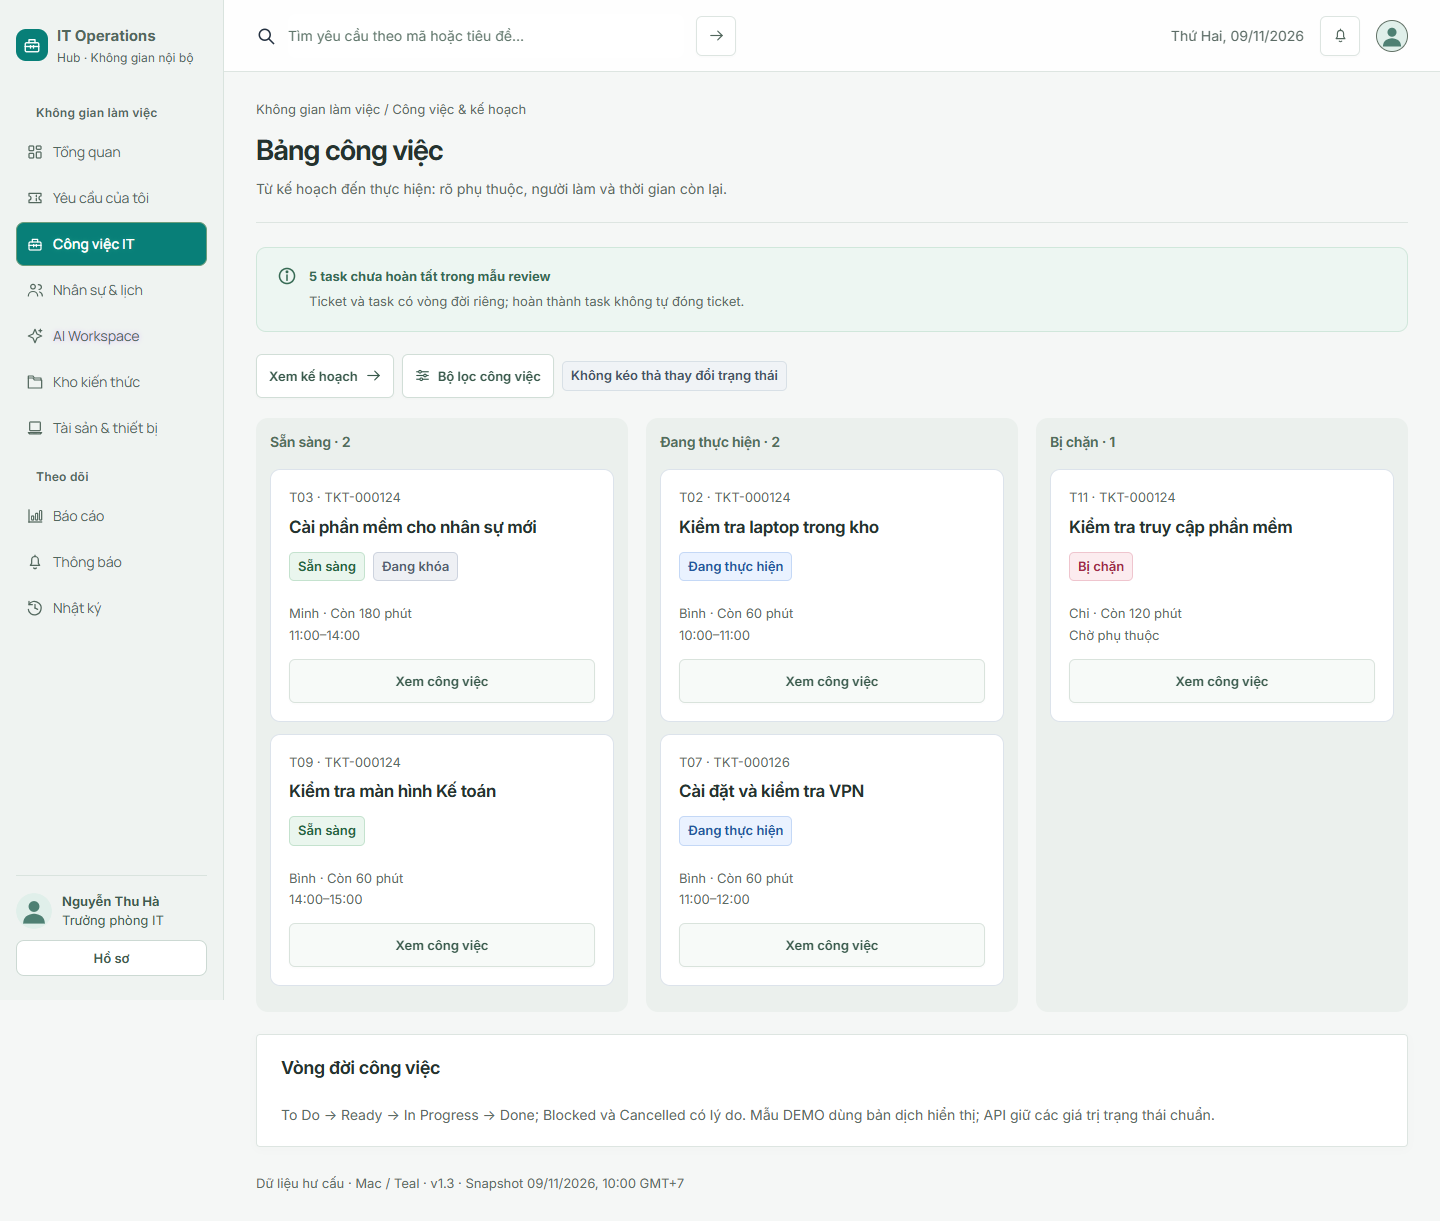 IT Operations
Hub · Không gian nội bộ
Không gian làm việc
Tổng quan
Yêu cầu của tôi
Công việc IT
Nhân sự & lịch
AI Workspace
Kho kiến thức
Tài sản & thiết bị
Theo dõi
Báo cáo
Thông báo
Nhật ký
Nguyễn Thu Hà
Trưởng phòng IT
Hồ sơ
Tìm yêu cầu theo mã hoặc tiêu đề...
Thứ Hai, 09/11/2026
Không gian làm việc / Công việc & kế hoạch
Bảng công việc
Từ kế hoạch đến thực hiện: rõ phụ thuộc, người làm và thời gian còn lại.
5 task chưa hoàn tất trong mẫu review
Ticket và task có vòng đời riêng; hoàn thành task không tự đóng ticket.
Xem kế hoạch →
Bộ lọc công việc
Không kéo thả thay đổi trạng thái
Sẵn sàng · 2
T03 · TKT-000124
Cài phần mềm cho nhân sự mới
Sẵn sàng
Đang khóa
Minh · Còn 180 phút
11:00–14:00
Xem công việc
T09 · TKT-000124
Kiểm tra màn hình Kế toán
Sẵn sàng
Bình · Còn 60 phút
14:00–15:00
Xem công việc
Đang thực hiện · 2
T02 · TKT-000124
Kiểm tra laptop trong kho
Đang thực hiện
Bình · Còn 60 phút
10:00–11:00
Xem công việc
T07 · TKT-000126
Cài đặt và kiểm tra VPN
Đang thực hiện
Bình · Còn 60 phút
11:00–12:00
Xem công việc
Bị chặn · 1
T11 · TKT-000124
Kiểm tra truy cập phần mềm
Bị chặn
Chi · Còn 120 phút
Chờ phụ thuộc
Xem công việc
Vòng đời công việc
To Do → Ready → In Progress → Done; Blocked và Cancelled có lý do. Mẫu DEMO dùng bản dịch hiển thị; API giữ các giá trị trạng thái chuẩn.
Dữ liệu hư cấu · Mac / Teal · v1.3 · Snapshot 09/11/2026, 10:00 GMT+7